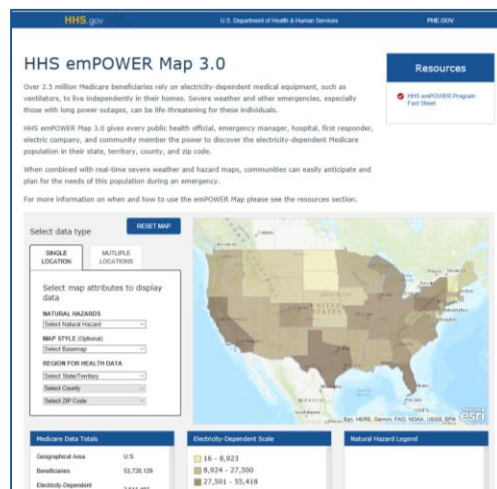 HHS.gov
U.S. Department of Health & Human Services
PHE.GOV
HHS emPOWER Map 3.0
Over 2.5 million Medicare beneficiaries rely on electricity-dependent medical equipment, such as
ventilators, to live independently in their homes. Severe weather and other emergencies, especially
those with long power outages, can be life-threatening for these individuals.
HHS emPOWER Map 3.0 gives every public health official, emergency manager, hospital, first responder,
electric company, and community member the power to discover the electricity-dependent Medicare
population in their state, territory, county, and zip code.
When combined with real-time severe weather and hazard maps, communities can easily anticipate and
plan for the needs of this population during an emergency.
For more information on when and how to use the emPOWER Map please see the resources section.
Resources
HHS emPOWER Program
Fact Sheet
Select data type
RESET MAP
SINGLE
LOCATION
MUTLIPLE
LOCATIONS
Select map attributes to display
data
NATURAL HAZARDS
Select Natural Hazard
MAP STYLE (Optional)
Select Basemap
REGION FOR HEALTH DATA
Select State/Territory
Select County
Select ZIP Code
UNITED
STATES
MEXICO
Esri, HERE, Garmin, FAO, NOAA, USGS, EPA
esri
Medicare Data Totals
Geographical Area:
U.S.
Beneficiaries:
Electricity-Dependent
Electricity-Dependent Scale
16 - 8,923
8,924 - 27,500
27,501 - 55,418
Natural Hazard Legend